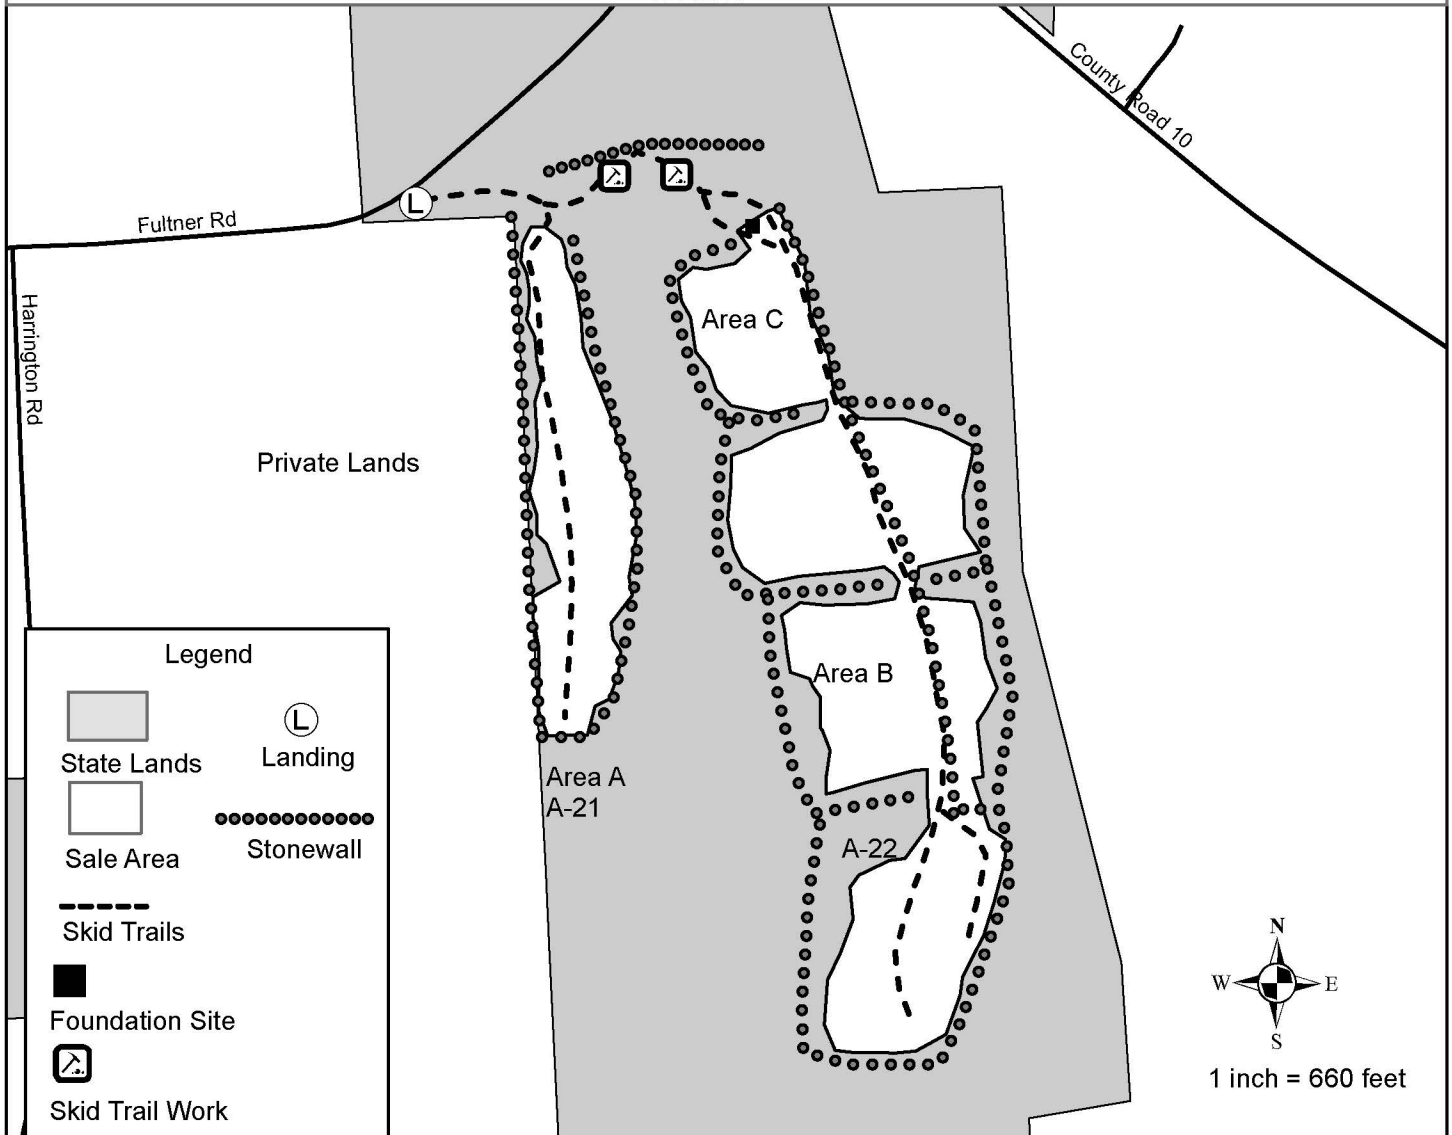 County Road 10
Fultner Rd
Harrington Rd
L
Area C
Private Lands
Area B
Area A
A-21
A-22
Legend
State Lands
L
Landing
Sale Area
Stonewall
Skid Trails
Foundation Site
Skid Trail Work
N
W E
S
1 inch = 660 feet